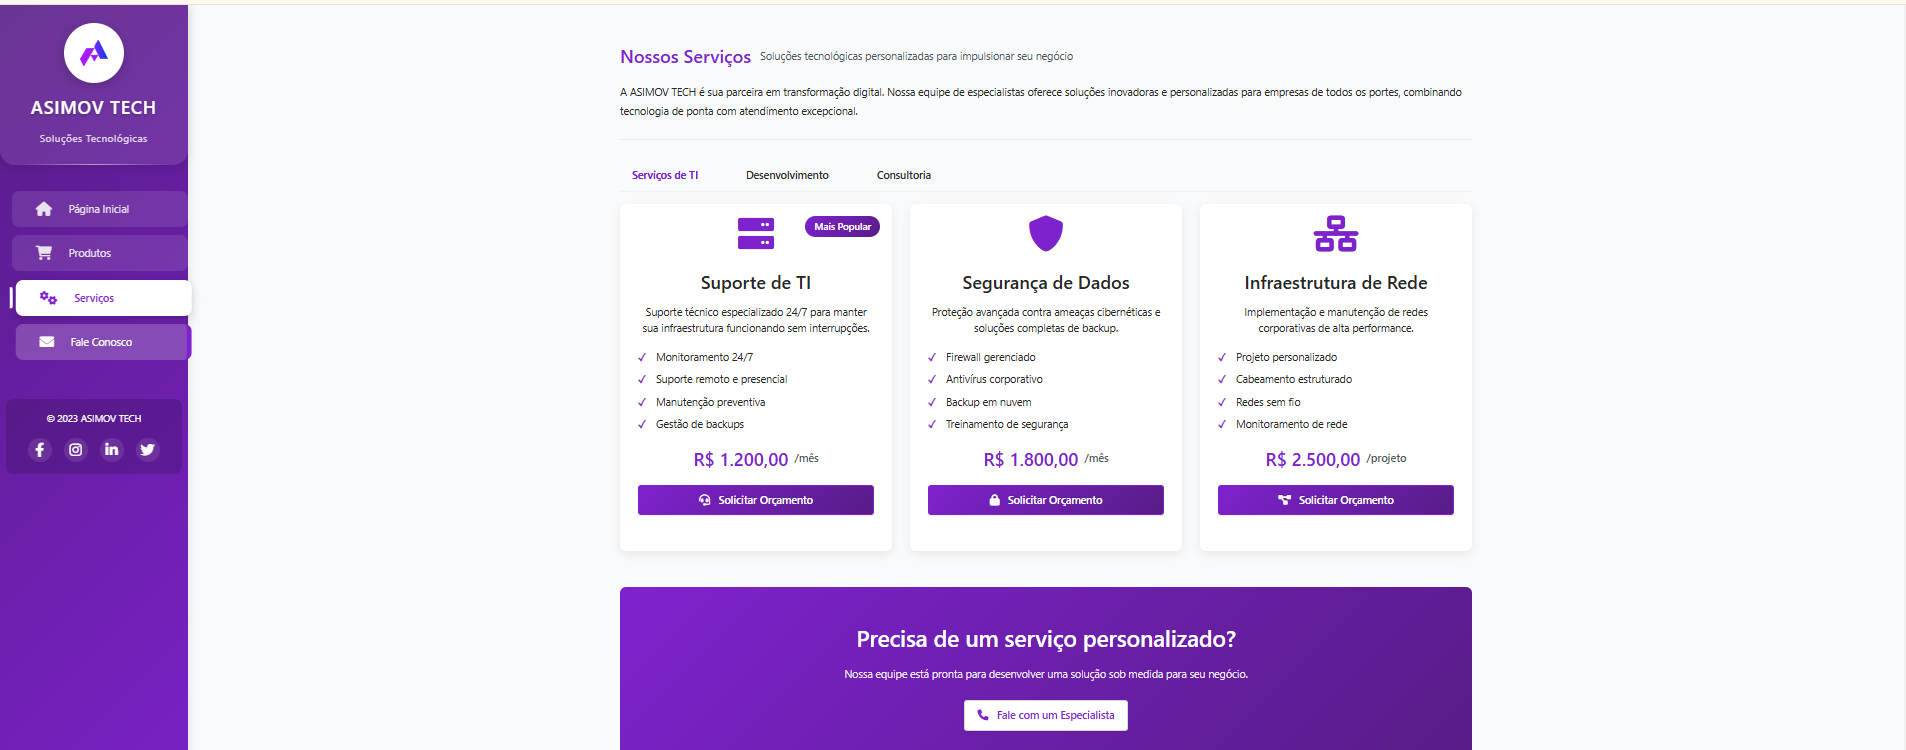 ASIMOV TECH
Soluções Tecnológicas
Página Inicial
Produtos
Serviços
Fale Conosco
© 2023 ASIMOV TECH
Nossos Serviços Soluções tecnológicas personalizadas para impulsionar seu negócio
A ASIMOV TECH é sua parceira em transformação digital. Nossa equipe de especialistas oferece soluções inovadoras e personalizadas para empresas de todos os portes, combinando
tecnologia de ponta com atendimento excepcional.
Serviços de TI Desenvolvimento Consultoria
Mais Popular
Suporte de TI
Suporte técnico especializado 24/7 para manter
sua infraestrutura funcionando sem interrupções.
Monitoramento 24/7
Suporte remoto e presencial
Manutenção preventiva
Gestão de backups
R$ 1.200,00 /mês
Solicitar Orçamento
Segurança de Dados
Proteção avançada contra ameaças cibernéticas e
soluções completas de backup.
Firewall gerenciado
Antivírus corporativo
Backup em nuvem
Treinamento de segurança
R$ 1.800,00 /mês
Solicitar Orçamento
Infraestrutura de Rede
Implementação e manutenção de redes
corporativas de alta performance.
Projeto personalizado
Cabeamento estruturado
Redes sem fio
Monitoramento de rede
R$ 2.500,00 /projeto
Solicitar Orçamento
Precisa de um serviço personalizado?
Nossa equipe está pronta para desenvolver uma solução sob medida para seu negócio.
Fale com um Especialista